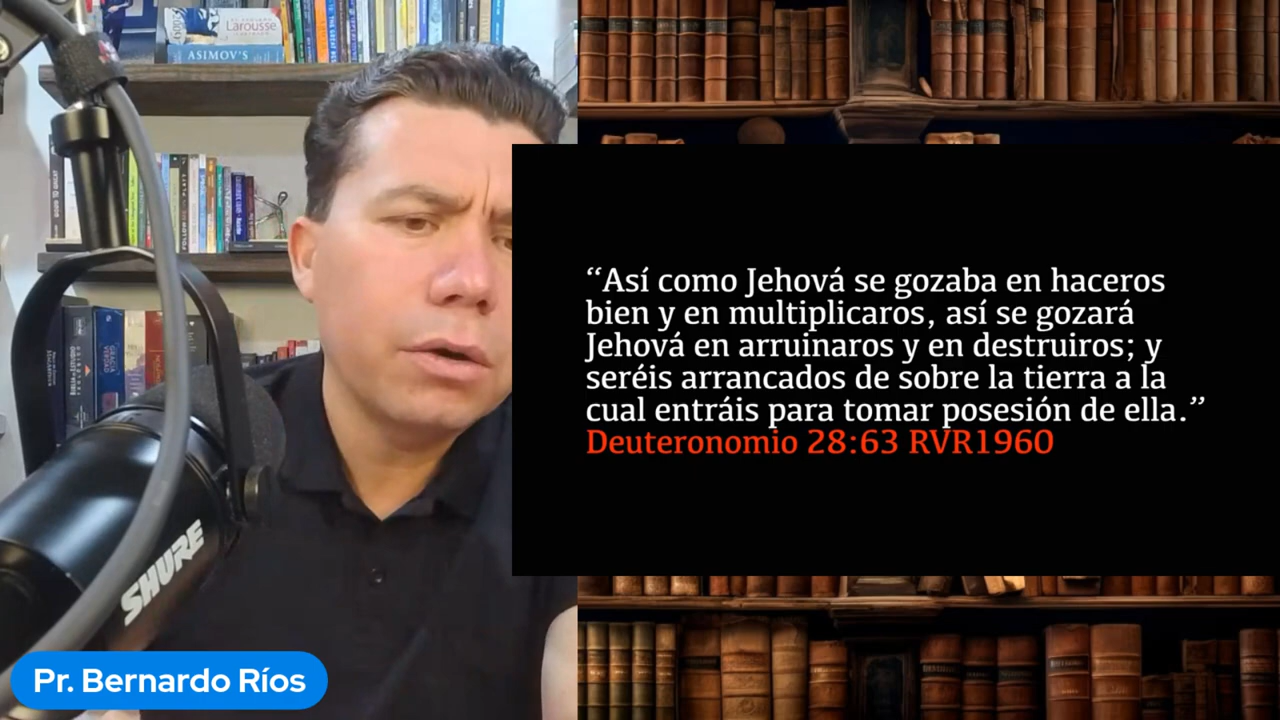 Larousse
ASIMOV'S
“Así como Jehová se gozaba en haceros
bien y en multiplicaros, así se gozará
Jehová en arruinaros y en destruiros; y
seréis arrancados de sobre la tierra a la
cual entráis para tomar posesión de ella.”
Deuteronomio 28:63 RVR1960
GRACIA
VERDAD
SHURE
Pr. Bernardo Ríos